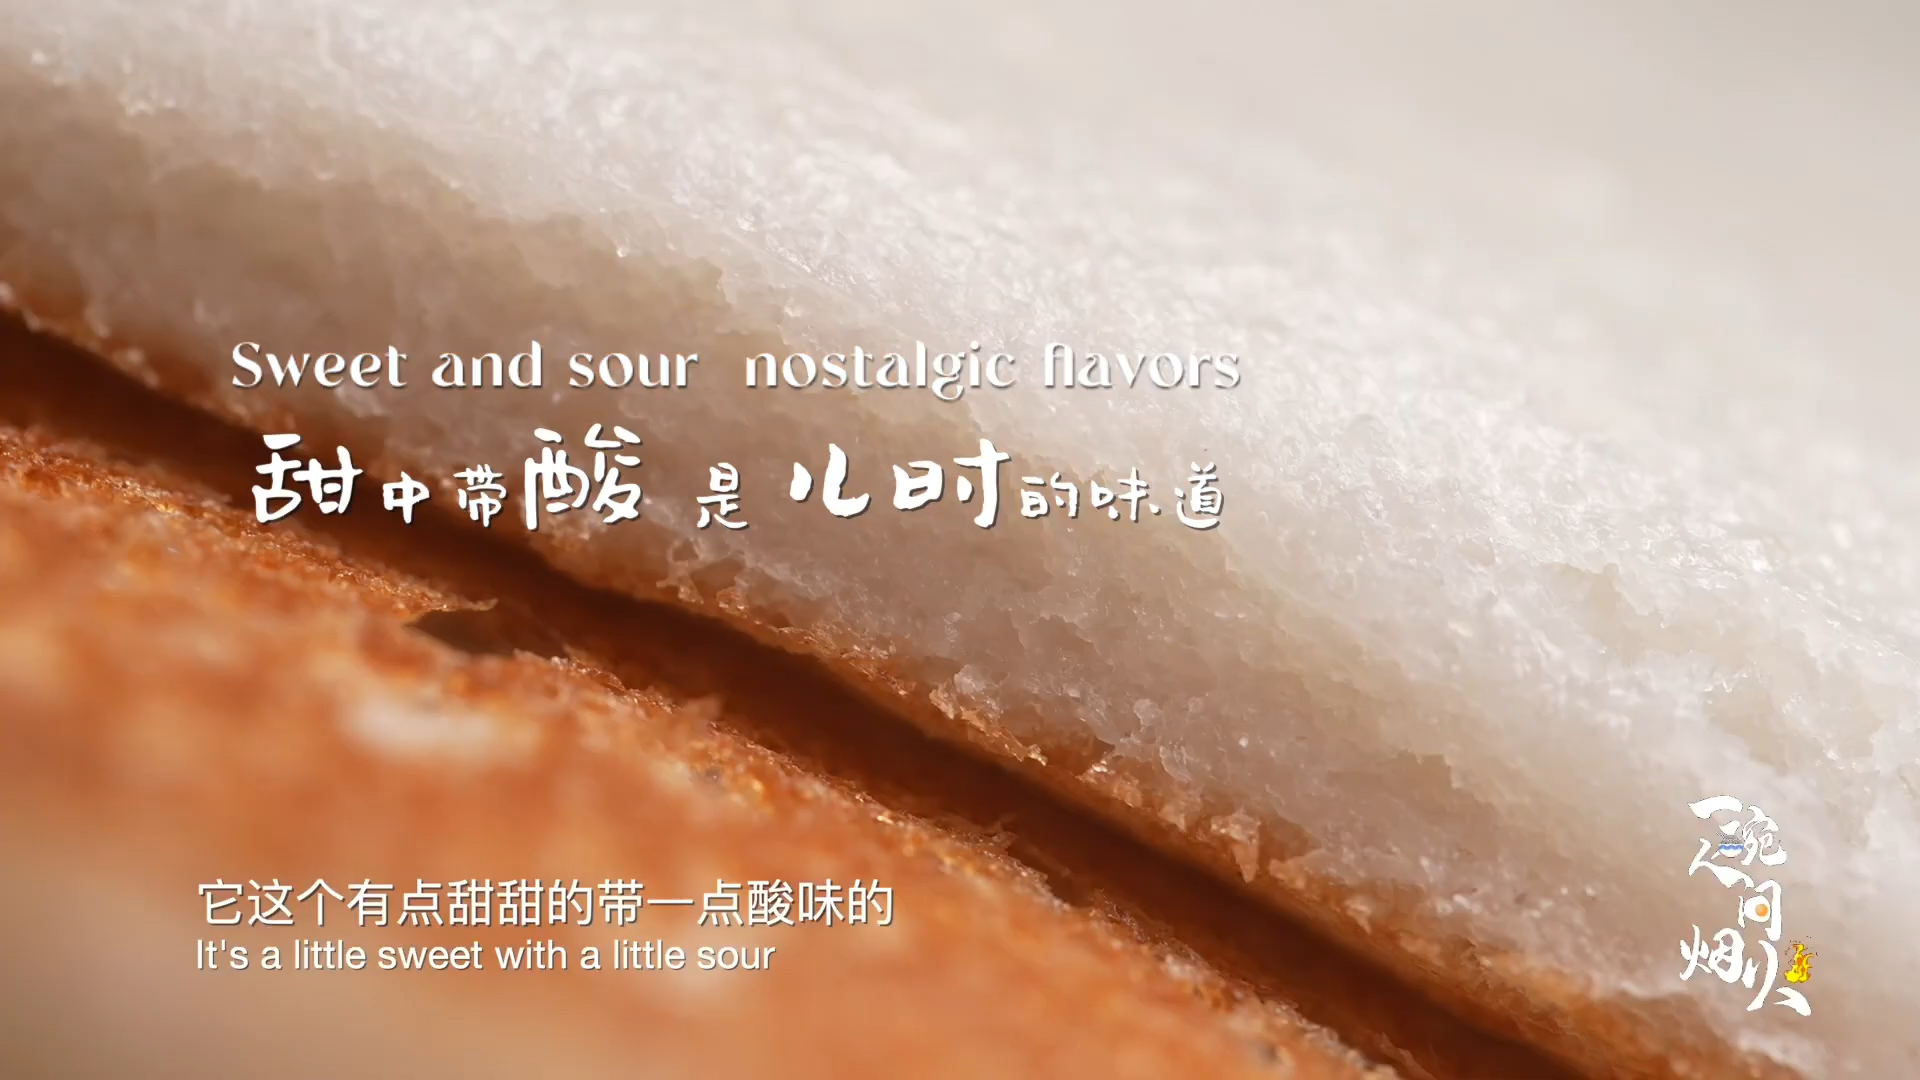 Sweet and sour nostalgic flavors
甜中带酸 是儿时的味道
它这个有点甜甜的带一点酸味的
It's a little sweet with a little sour
一碗
人间
烟火